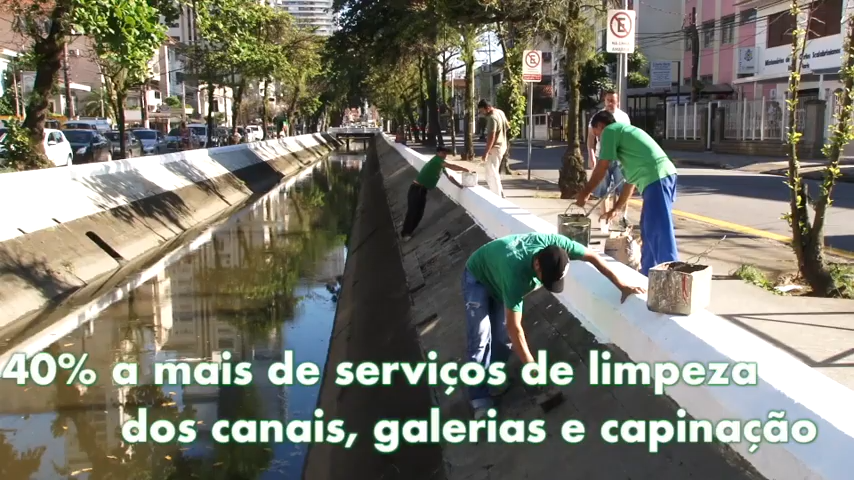 40% a mais de serviços de limpeza
dos canais, galerias e capinação